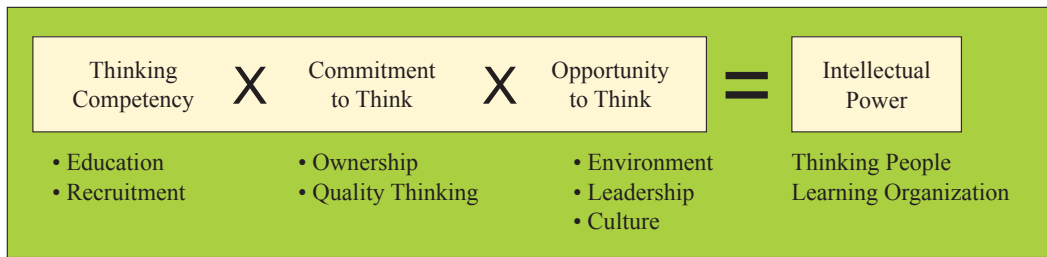 Thinking Competency X Commitment to Think X Opportunity to Think = Intellectual Power
• Education
• Recruitment
• Ownership
• Quality Thinking
• Environment
• Leadership
• Culture
Thinking People
Learning Organization